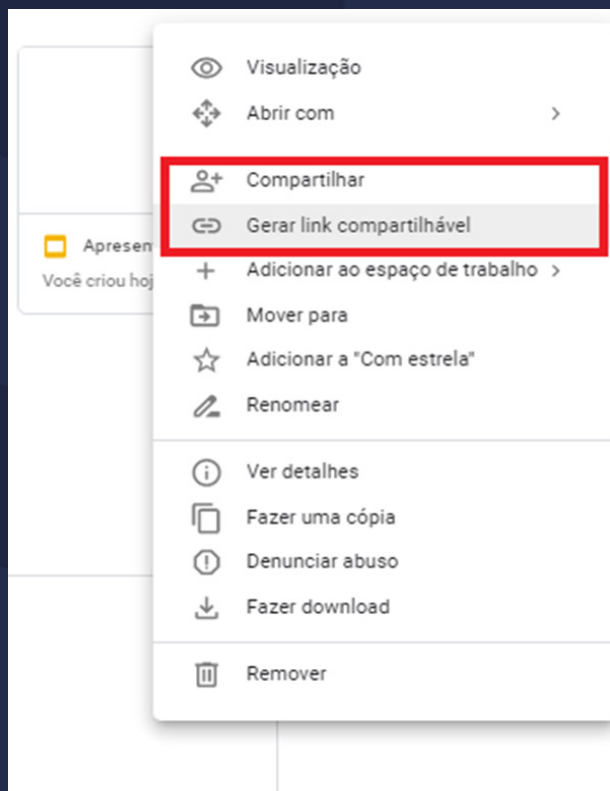 Visualização
Abrir com
Compartilhar
Gerar link compartilhável
Apresen
Você criou hoj
Adicionar ao espaço de trabalho
Mover para
Adicionar a "Com estrela"
Renomear
Ver detalhes
Fazer uma cópia
Denunciar abuso
Fazer download
Remover